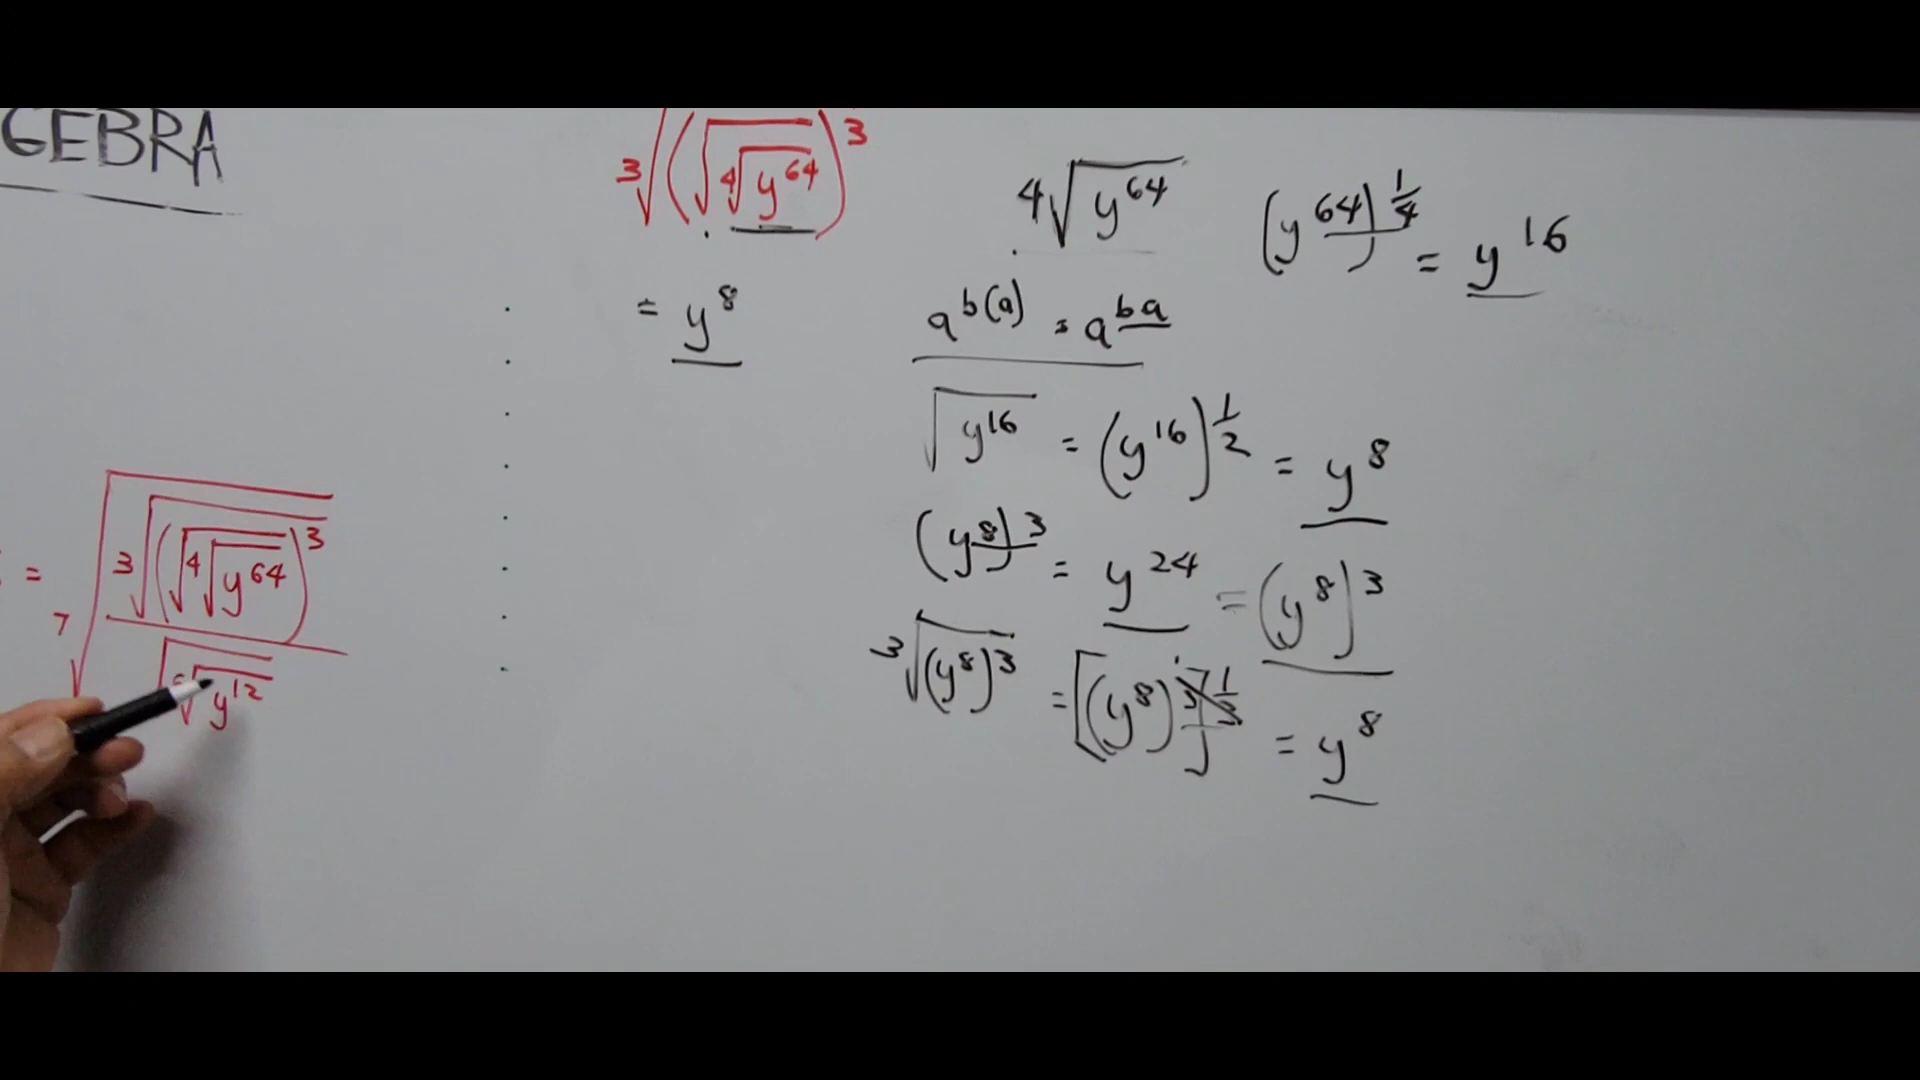 GEBRA
³√(√⁴√y⁶⁴)³
= y⁸
⁴√y⁶⁴ (y⁶⁴)^¼ = y¹⁶
a^b(a) = a^ba
√y¹⁶ = (y¹⁶)^½ = y⁸
(y⁸)³ = y²⁴ = (y⁸)³
³√(y⁸)³ = [(y⁸)³]^⅓ = y⁸
= ⁷√
³√(√⁴√y⁶⁴)³
√√y¹²